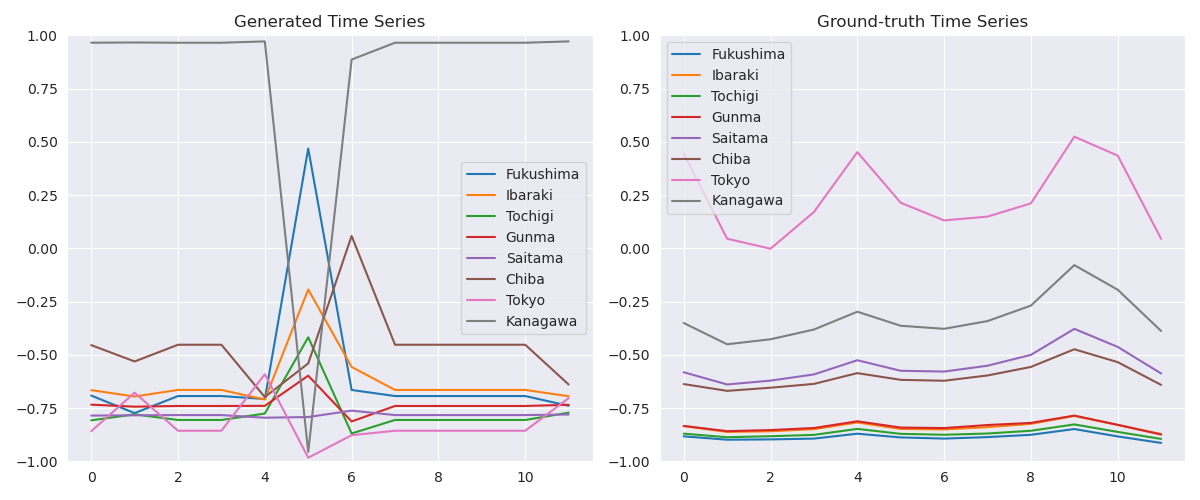 Generated Time Series
1.00
0.75
0.50
0.25
0.00
−0.25
−0.50
−0.75
−1.00
0 2 4 6 8 10
Fukushima
Ibaraki
Tochigi
Gunma
Saitama
Chiba
Tokyo
Kanagawa
Ground-truth Time Series
1.00
0.75
0.50
0.25
0.00
−0.25
−0.50
−0.75
−1.00
0 2 4 6 8 10
Fukushima
Ibaraki
Tochigi
Gunma
Saitama
Chiba
Tokyo
Kanagawa